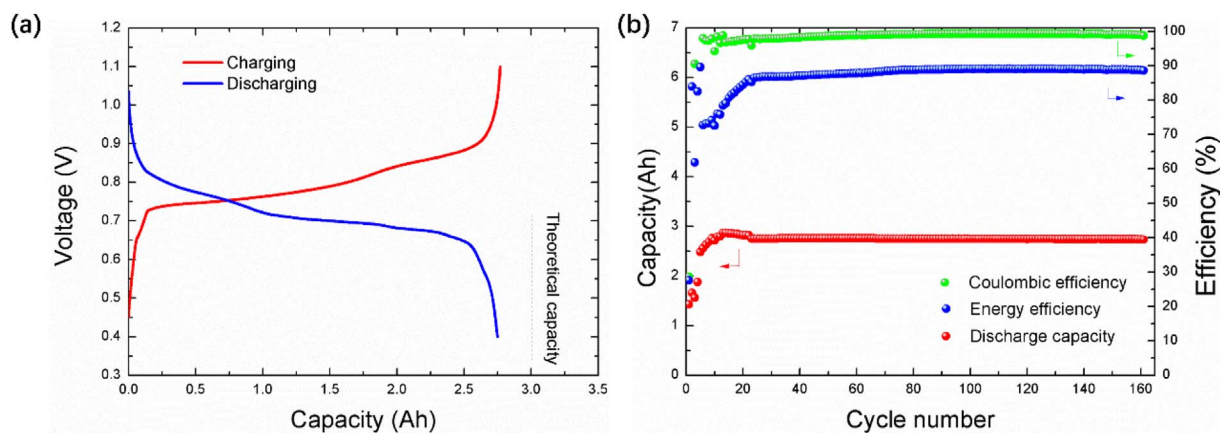 (a)
1.2
1.1
1.0
0.9
0.8
0.7
0.6
0.5
0.4
0.3
Voltage (V)
Charging
Discharging
Theoretical capacity
0.0 0.5 1.0 1.5 2.0 2.5 3.0 3.5
Capacity (Ah)
(b)
7
6
5
4
3
2
1
0
Capacity(Ah)
Coulombic efficiency
Energy efficiency
Discharge capacity
100
90
80
70
60
50
40
30
20
10
0
Efficiency (%)
0 20 40 60 80 100 120 140 160
Cycle number